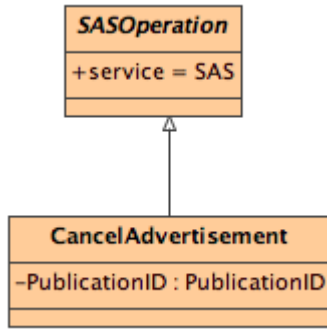 SASOperation
+service = SAS
CancelAdvertisement
-PublicationID : PublicationID